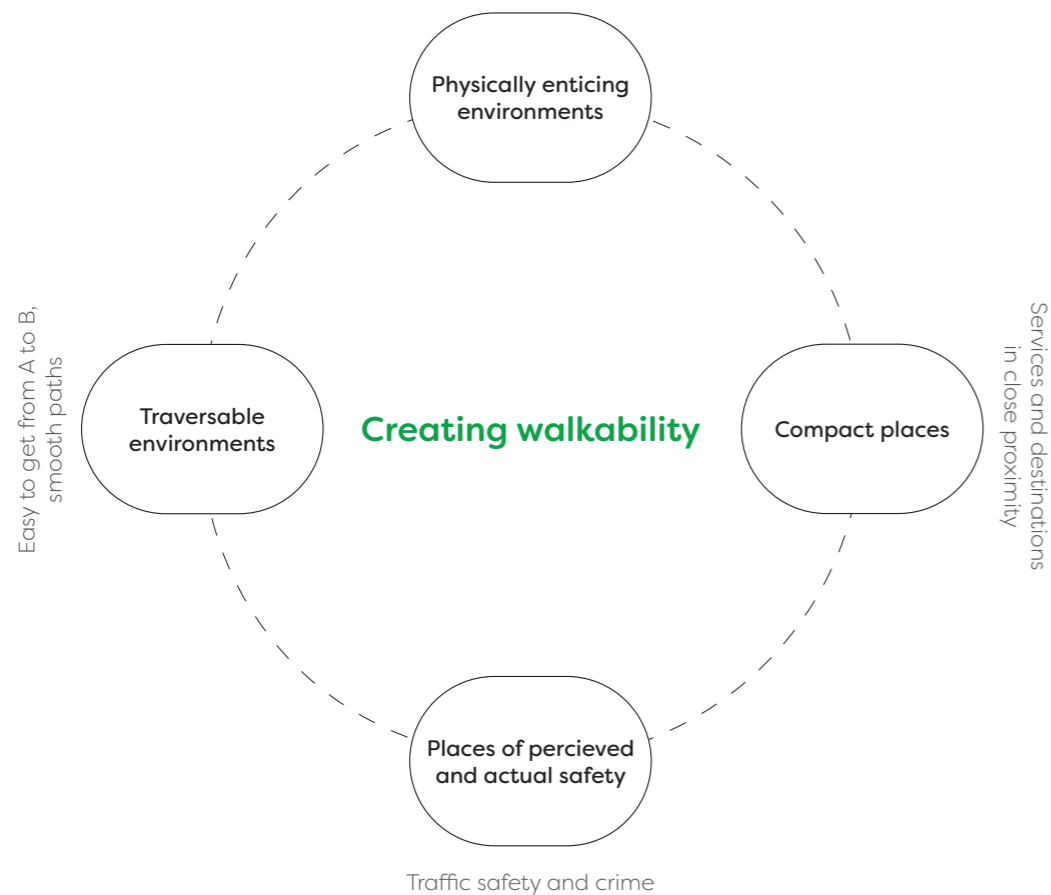 Physically enticing
environments
Easy to get from A to B,
smooth paths
Traversable
environments
Creating walkability
Compact places
Services and destinations
in close proximity
Places of percieved
and actual safety
Traffic safety and crime